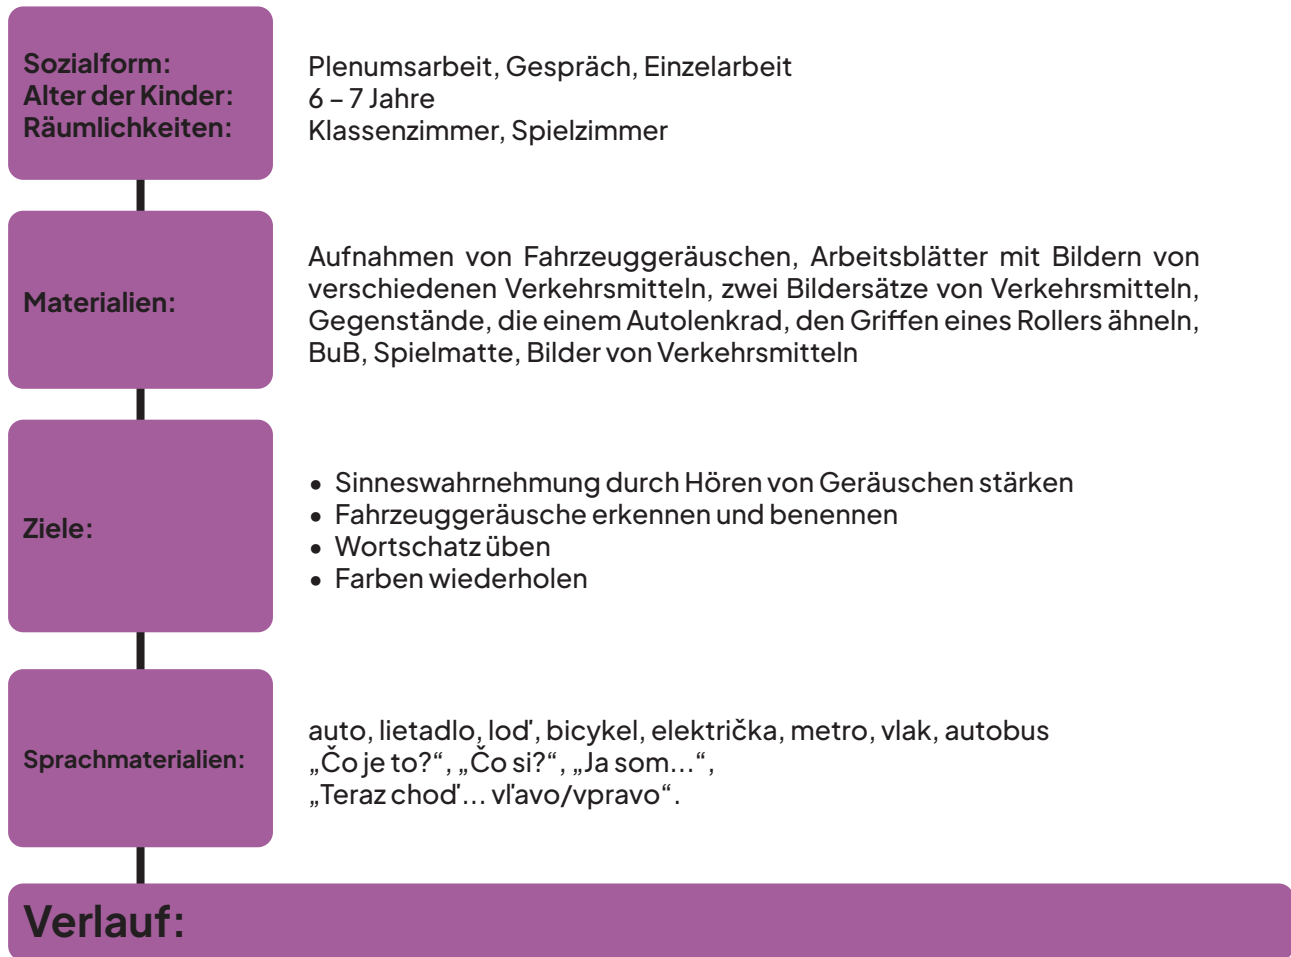 Sozialform:
Alter der Kinder:
Räumlichkeiten:
Plenumsarbeit, Gespräch, Einzelarbeit
6 – 7 Jahre
Klassenzimmer, Spielzimmer
Materialien:
Aufnahmen von Fahrzeuggeräuschen, Arbeitsblätter mit Bildern von
verschiedenen Verkehrsmitteln, zwei Bildersätze von Verkehrsmitteln,
Gegenstände, die einem Autolenkrad, den Griffen eines Rollers ähneln,
BuB, Spielmatte, Bilder von Verkehrsmitteln
Ziele:
• Sinneswahrnehmung durch Hören von Geräuschen stärken
• Fahrzeuggeräusche erkennen und benennen
• Wortschatz üben
• Farben wiederholen
Sprachmaterialien:
auto, lietadlo, loď, bicykel, električka, metro, vlak, autobus
„Čo je to?“, „Čo si?“, „Ja som...“,
„Teraz choď... vľavo/vpravo“.
Verlauf: